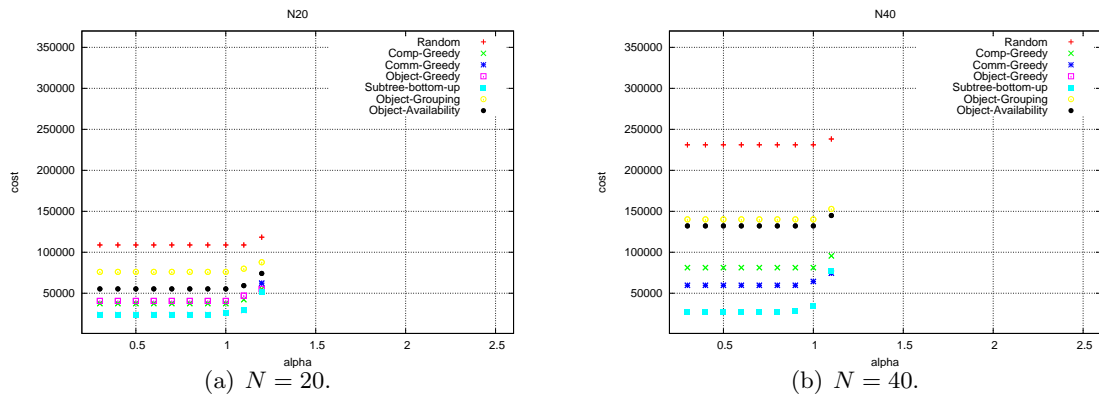 N20
350000
300000
250000
200000
150000
100000
50000
cost
Random
Comp-Greedy
Comm-Greedy
Object-Greedy
Subtree-bottom-up
Object-Grouping
Object-Availability
0.5 1 1.5 2 2.5
alpha
(a) N = 20.
N40
350000
300000
250000
200000
150000
100000
50000
cost
Random
Comp-Greedy
Comm-Greedy
Object-Greedy
Subtree-bottom-up
Object-Grouping
Object-Availability
0.5 1 1.5 2 2.5
alpha
(b) N = 40.